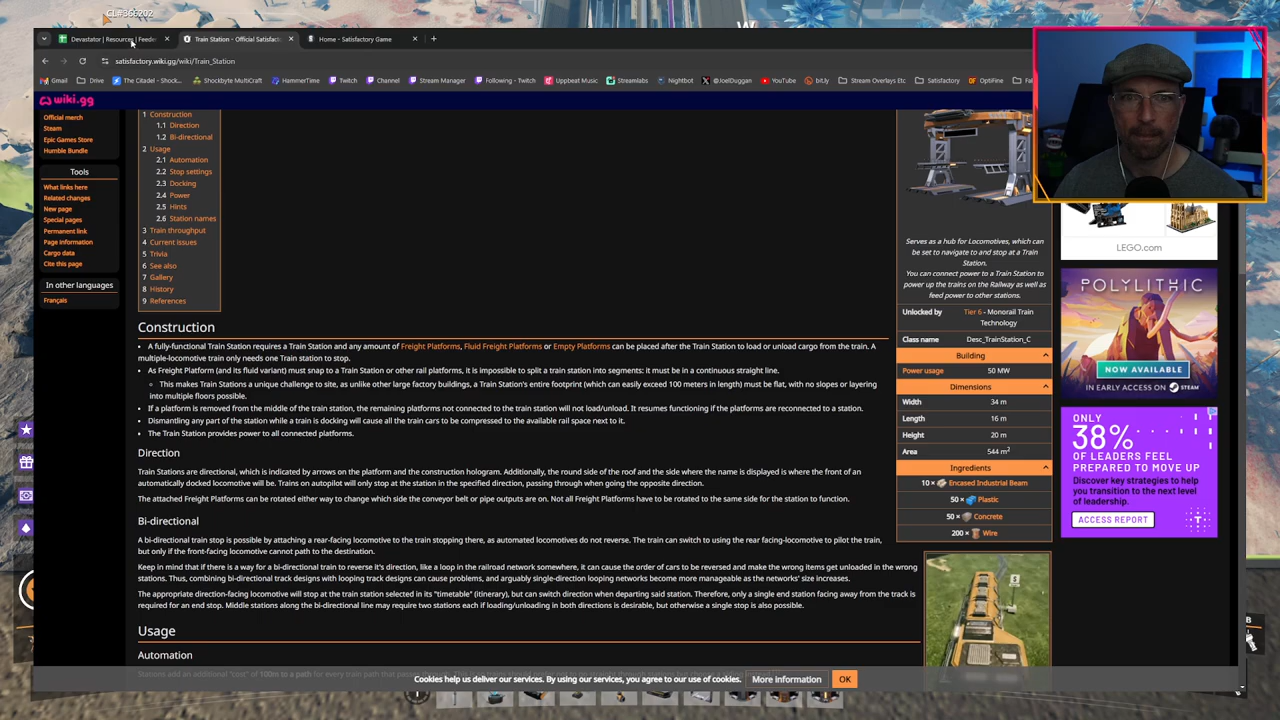 CL#366202
Devastator | Resources | Feeder
Train Station - Official Satisfact
Home - Satisfactory Game
satisfactory.wiki.gg/wiki/Train_Station
Gmail
Drive
The Citadel - Shock...
Shockbyte MultiCraft
HammerTime
Twitch
Channel
Stream Manager
Following - Twitch
Uppbeat Music
Streamlabs
Nightbot
@JoelDuggan
YouTube
bit.ly
Stream Overlays Etc
Satisfactory
OptiFine
wiki.gg
Official merch
Steam
Epic Games Store
Humble Bundle
Tools
What links here
Related changes
New page
Special pages
Permanent link
Page information
Cargo data
Cite this page
In other languages
Français
1 Construction
1.1 Direction
1.2 Bi-directional
2 Usage
2.1 Automation
2.2 Stop settings
2.3 Docking
2.4 Power
2.5 Hints
2.6 Station names
3 Train throughput
4 Current issues
5 Trivia
6 See also
7 Gallery
8 History
9 References
Construction
• A fully-functional Train Station requires a Train Station and any amount of Freight Platforms, Fluid Freight Platforms or Empty Platforms can be placed after the Train Station to load or unload cargo from the train. A
multiple-locomotive train only needs one Train station to stop.
• As Freight Platform (and its fluid variant) must snap to a Train Station or other rail platforms, it is impossible to split a train station into segments: it must be in a continuous straight line.
This makes Train Stations a unique challenge to site, as unlike other large factory buildings, a Train Station's entire footprint (which can easily exceed 100 meters in length) must be flat, with no slopes or layering
into multiple floors possible.
• If a platform is removed from the middle of the train station, the remaining platforms not connected to the train station will not load/unload. It resumes functioning if the platforms are reconnected to a station.
• Dismantling any part of the station while a train is docking will cause all the train cars to be compressed to the available rail space next to it.
• The Train Station provides power to all connected platforms.
Direction
Train Stations are directional, which is indicated by arrows on the platform and the construction hologram. Additionally, the round side of the roof and the side where the name is displayed is where the front of an
automatically docked locomotive will be. Trains on autopilot will only stop at the station in the specified direction, passing through when going the opposite direction.
The attached Freight Platforms can be rotated either way to change which side the conveyor belt or pipe outputs are on. Not all Freight Platforms have to be rotated to the same side for the station to function.
Bi-directional
A bi-directional train stop is possible by attaching a rear-facing locomotive to the train stopping there, as automated locomotives do not reverse. The train can switch to using the rear facing-locomotive to pilot the train,
but only if the front-facing locomotive cannot path to the destination.
Keep in mind that if there is a way for a bi-directional train to reverse it's direction, like a loop in the railroad network somewhere, it can cause the order of cars to be reversed and make the wrong items get unloaded in the wrong
stations. Thus, combining bi-directional track designs with looping track designs can cause problems, and arguably single-direction looping networks become more manageable as the networks' size increases.
The appropriate direction-facing locomotive will stop at the train station selected in its "timetable" (itinerary), but can switch direction when departing said station. Therefore, only a single end station facing away from the track is
required for an end stop. Middle stations along the bi-directional line may require two stations each if loading/unloading in both directions is desirable, but otherwise a single stop is also possible.
Usage
Automation
Stations add an additional "cost" of 100m to a path for every train path that
Serves as a hub for Locomotives, which can
be set to navigate to and stop at a Train
Station.
You can connect power to a Train Station to
power up the trains on the Railway as well as
feed power to other stations.
Unlocked by Tier 6 - Monorail Train
Technology
Class name Desc_TrainStation_C
Building
Power usage 50 MW
Dimensions
Width 34 m
Length 16 m
Height 20 m
Area 544 m²
Ingredients
10 × Encased Industrial Beam
50 × Plastic
50 × Concrete
200 × Wire
LEGO.com
POLYLITHIC
NOW AVAILABLE
IN EARLY ACCESS ON STEAM
ONLY
38%
OF LEADERS FEEL
PREPARED TO MOVE UP
Discover key strategies to help
you transition to the next level
of leadership.
ACCESS REPORT
Cookies help us deliver our services. By using our services, you agree to our use of cookies. More information OK